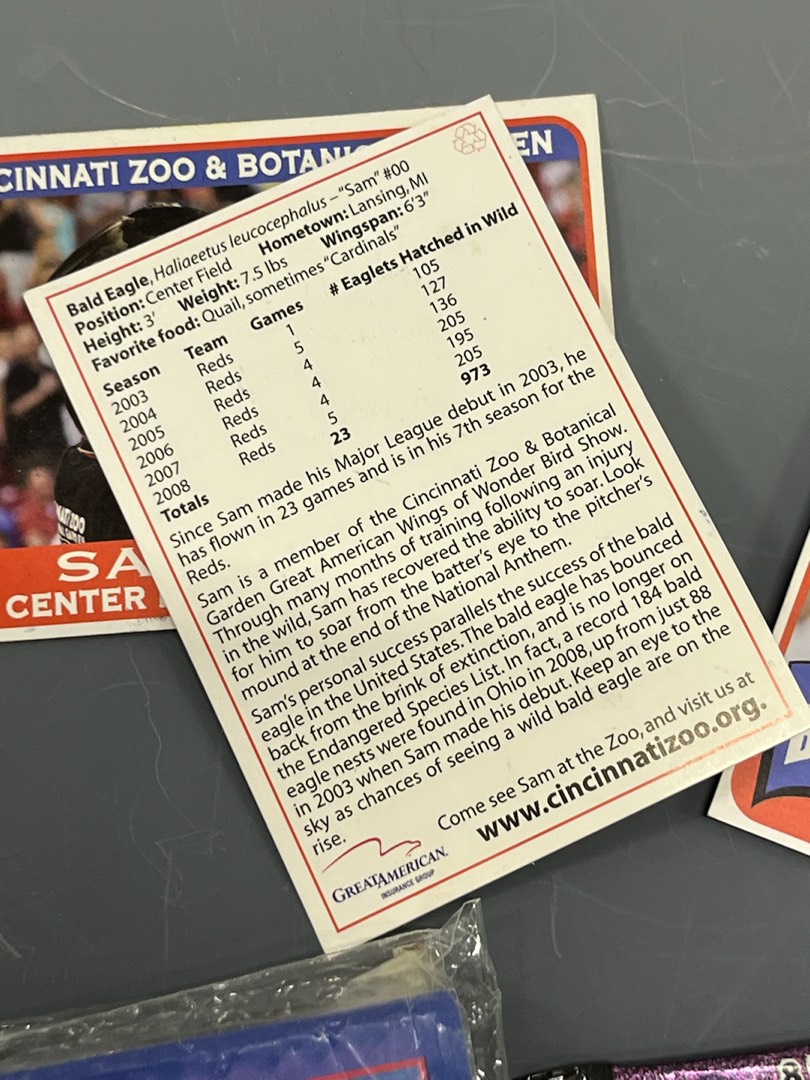 CINNATI ZOO & BOTANIC
EN
Bald Eagle, Haliaeetus leucocephalus – "Sam" #00
Position: Center Field Hometown: Lansing, MI
Height: 3' Weight: 7.5 lbs Wingspan: 6'3"
Favorite food: Quail, sometimes "Cardinals"
Season Team Games # Eaglets Hatched in Wild
2003 Reds 1 105
2004 Reds 5 127
2005 Reds 4 136
2006 Reds 4 205
2007 Reds 4 195
2008 Reds 5 205
Totals 23 973
Since Sam made his Major League debut in 2003, he
has flown in 23 games and is in his 7th season for the
Reds.
Sam is a member of the Cincinnati Zoo & Botanical
Garden Great American Wings of Wonder Bird Show.
Through many months of training following an injury
in the wild, Sam has recovered the ability to soar. Look
for him to soar from the batter's eye to the pitcher's
mound at the end of the National Anthem.
Sam's personal success parallels the success of the bald
eagle in the United States. The bald eagle has bounced
back from the brink of extinction, and is no longer on
the Endangered Species List. In fact, a record 184 bald
eagle nests were found in Ohio in 2008, up from just 88
in 2003 when Sam made his debut. Keep an eye to the
sky as chances of seeing a wild bald eagle are on the
rise.
Come see Sam at the Zoo, and visit us at
www.cincinnatizoo.org.
GREATAMERICAN
INSURANCE GROUP
SA
CENTER